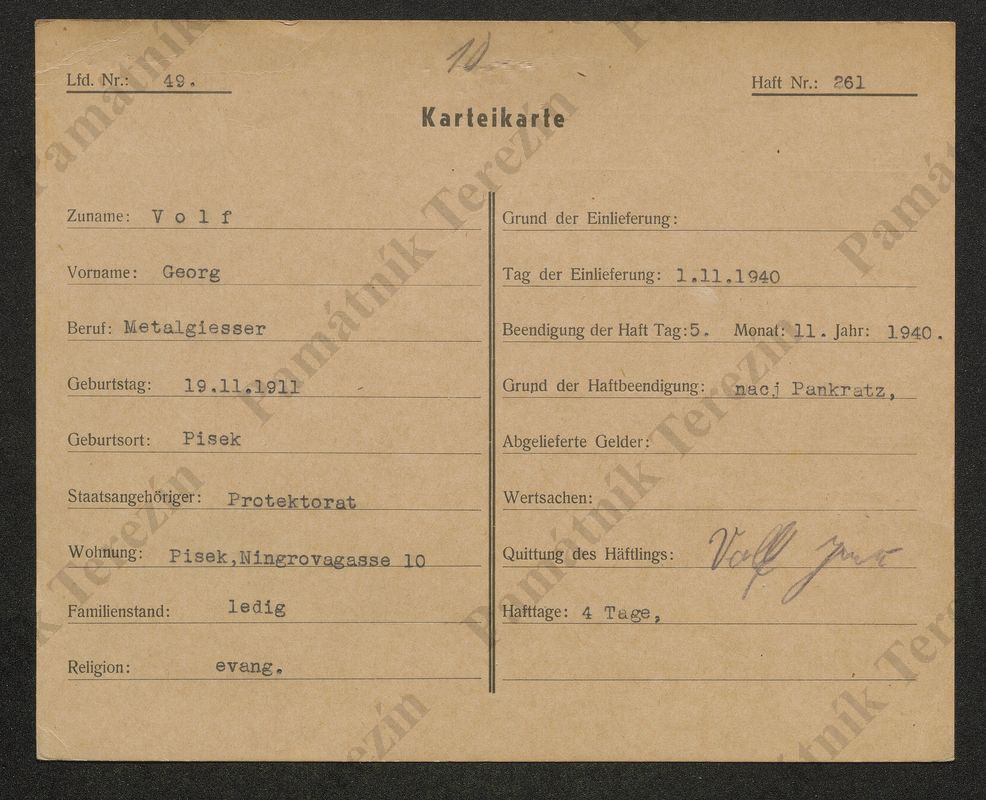 10
Lfd. Nr.: 49.
Haft Nr.: 261
Karteikarte
Zuname: Volf
Vorname: Georg
Beruf: Metalgiesser
Geburtstag: 19.11.1911
Geburtsort: Pisek
Staatsangehöriger: Protektorat
Wohnung: Pisek,Ningrovagasse 10
Familienstand: ledig
Religion: evang.
Grund der Einlieferung:
Tag der Einlieferung: 1.11.1940
Beendigung der Haft Tag:5. Monat: 11. Jahr: 1940.
Grund der Haftbeendigung: nacj Pankratz,
Abgelieferte Gelder:
Wertsachen:
Quittung des Häftlings: Volf
Hafttage: 4 Tage,
Památník Terezín